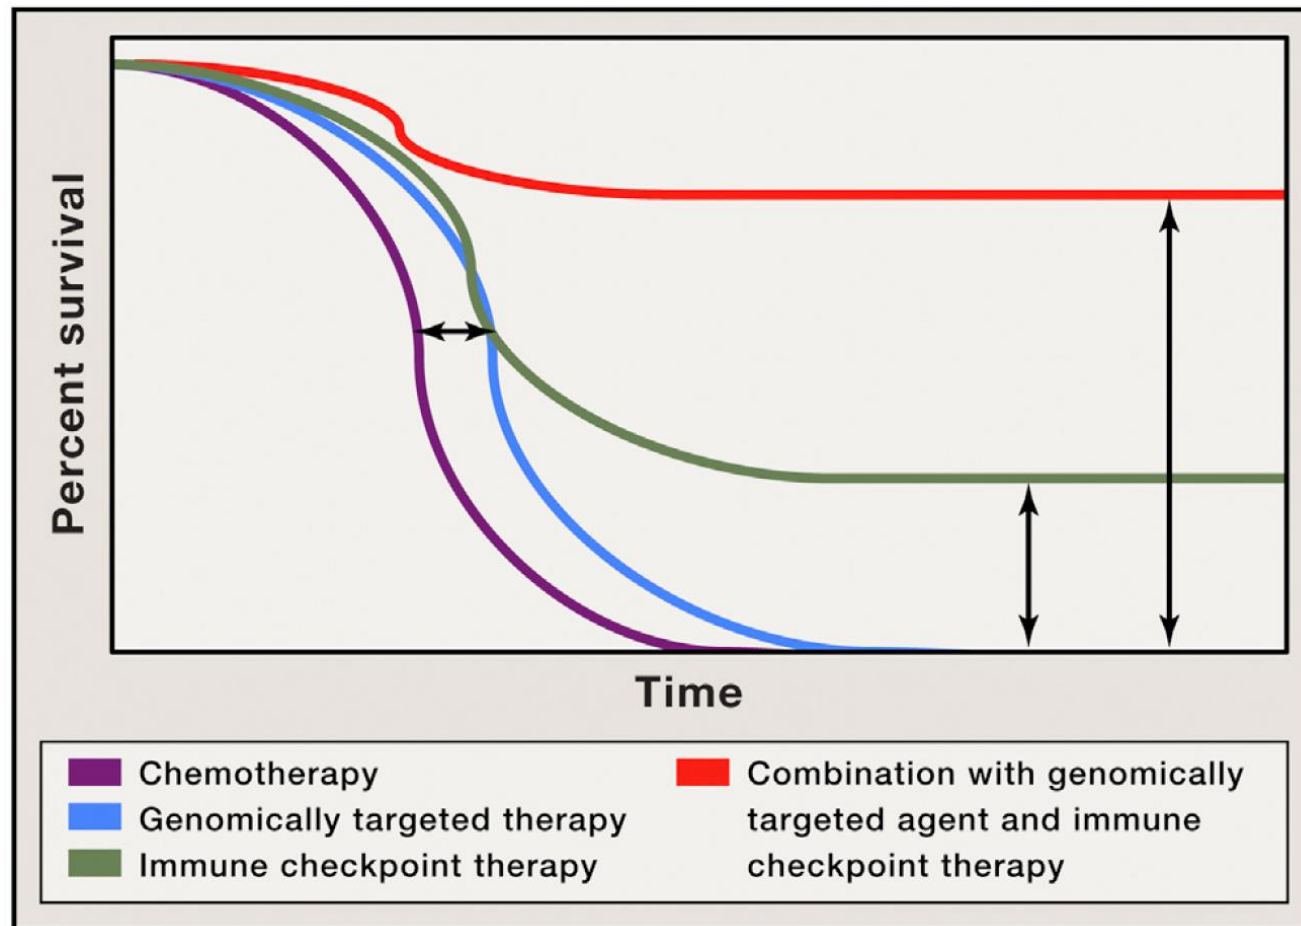 Percent survival
Time
Chemotherapy
Genomically targeted therapy
Immune checkpoint therapy
Combination with genomically
targeted agent and immune
checkpoint therapy